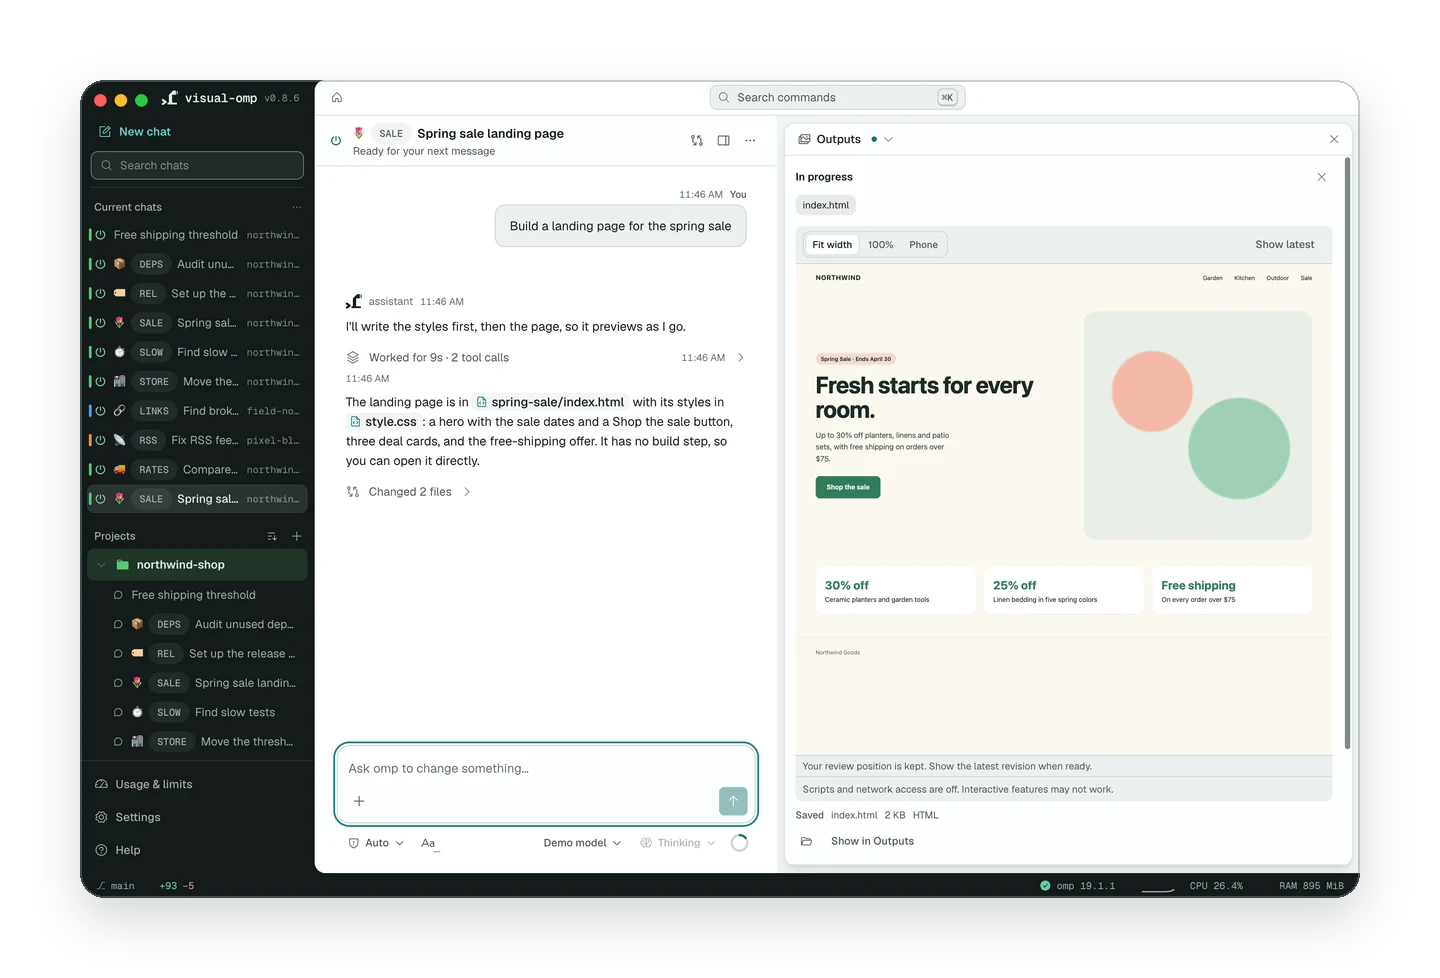 visual-omp v0.8.6
New chat
Search chats
Current chats
Free shipping threshold northwin…
DEPS Audit unu… northwin…
REL Set up the … northwin…
SALE Spring sal… northwin…
SLOW Find slow … northwin…
STORE Move the… northwin…
LINKS Find brok… field-no…
RSS Fix RSS fee… pixel-bl…
RATES Compare… northwin…
SALE Spring sal… northwin…
Projects
northwind-shop
Free shipping threshold
DEPS Audit unused dep…
REL Set up the release …
SALE Spring sale landin…
SLOW Find slow tests
STORE Move the thresh…
Usage & limits
Settings
Help
main +93 −5
Search commands ⌘K
SALE Spring sale landing page
Ready for your next message
11:46 AM You
Build a landing page for the spring sale
assistant 11:46 AM
I'll write the styles first, then the page, so it previews as I go.
Worked for 9s · 2 tool calls 11:46 AM
11:46 AM
The landing page is in spring-sale/index.html with its styles in
style.css : a hero with the sale dates and a Shop the sale button,
three deal cards, and the free-shipping offer. It has no build step, so
you can open it directly.
Changed 2 files
Ask omp to change something…
Auto Aa_ Demo model Thinking
Outputs
In progress
index.html
Fit width 100% Phone Show latest
NORTHWIND Garden Kitchen Outdoor Sale
Spring Sale · Ends April 30
Fresh starts for every
room.
Up to 30% off planters, linens and patio
sets, with free shipping on orders over
$75.
Shop the sale
30% off
Ceramic planters and garden tools
25% off
Linen bedding in five spring colors
Free shipping
On every order over $75
Northwind Goods
Your review position is kept. Show the latest revision when ready.
Scripts and network access are off. Interactive features may not work.
Saved index.html 2 KB HTML
Show in Outputs
omp 19.1.1 CPU 26.4% RAM 895 MiB